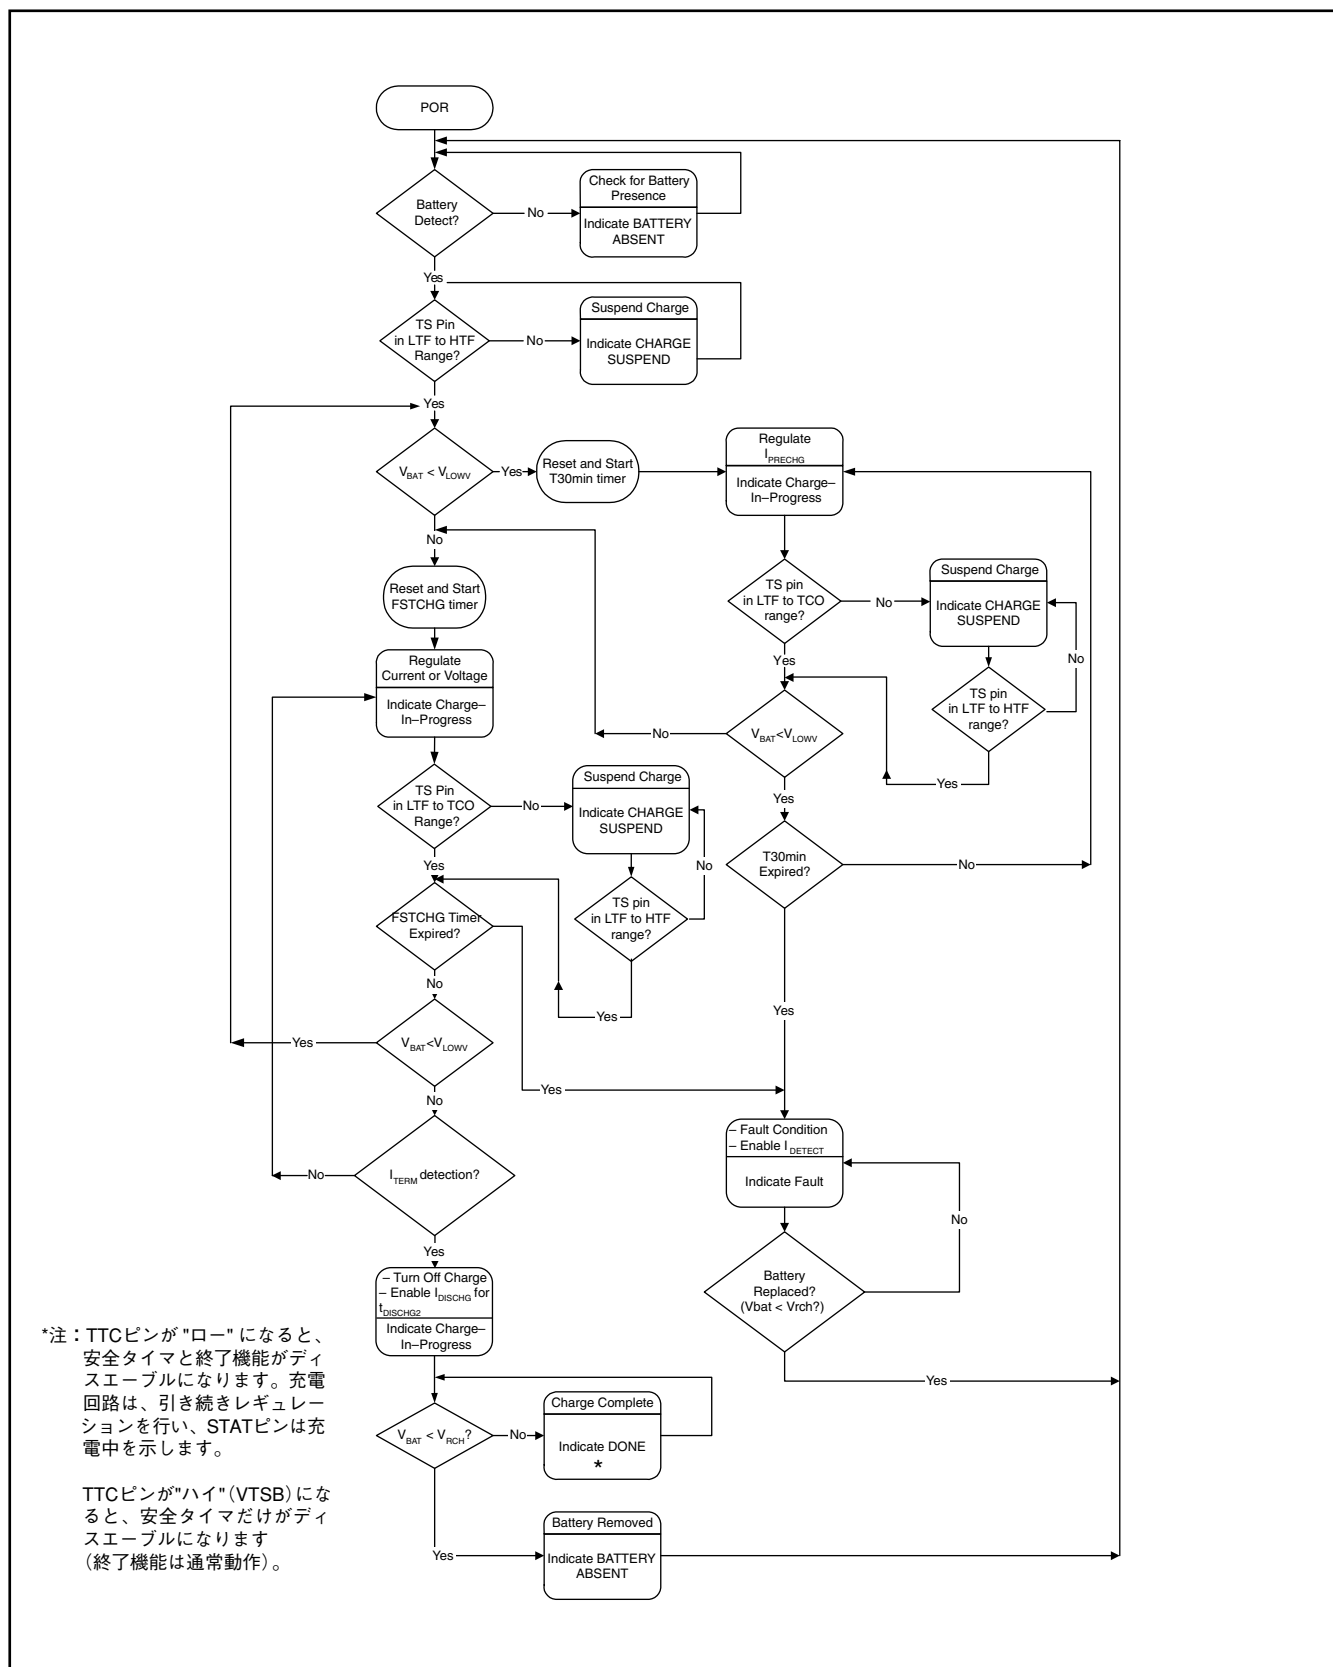 POR
Battery
Detect?
No
Check for Battery
Presence
Indicate BATTERY
ABSENT
Yes
TS Pin
in LTF to HTF
Range?
No
Suspend Charge
Indicate CHARGE
SUSPEND
Yes
VBAT < VLOWV
Yes
Reset and Start
T30min timer
Regulate
IPRECHG
Indicate Charge–
In–Progress
No
Reset and Start
FSTCHG timer
TS pin
in LTF to TCO
range?
No
Suspend Charge
Indicate CHARGE
SUSPEND
No
TS pin
in LTF to HTF
range?
Yes
Yes
Regulate
Current or Voltage
Indicate Charge–
In–Progress
VBAT<VLOWV
No
Yes
TS Pin
in LTF to TCO
Range?
No
Suspend Charge
Indicate CHARGE
SUSPEND
No
TS pin
in LTF to HTF
range?
Yes
Yes
T30min
Expired?
No
Yes
FSTCHG Timer
Expired?
No
Yes
VBAT<VLOWV
Yes
No
ITERM detection?
No
Yes
– Fault Condition
– Enable IDETECT
Indicate Fault
No
Battery
Replaced?
(Vbat < Vrch?)
Yes
– Turn Off Charge
– Enable IDISCHG for
tDISCHG2
Indicate Charge–
In–Progress
VBAT < VRCH?
No
Charge Complete
Indicate DONE
*
Yes
Battery Removed
Indicate BATTERY
ABSENT
*注：TTCピンが "ロー" になると、
安全タイマと終了機能がディ
スエーブルになります。充電
回路は、引き続きレギュレー
ションを行い、STATピンは充
電中を示します。
TTCピンが"ハイ"（VTSB）にな
ると、安全タイマだけがディ
スエーブルになります
（終了機能は通常動作）。